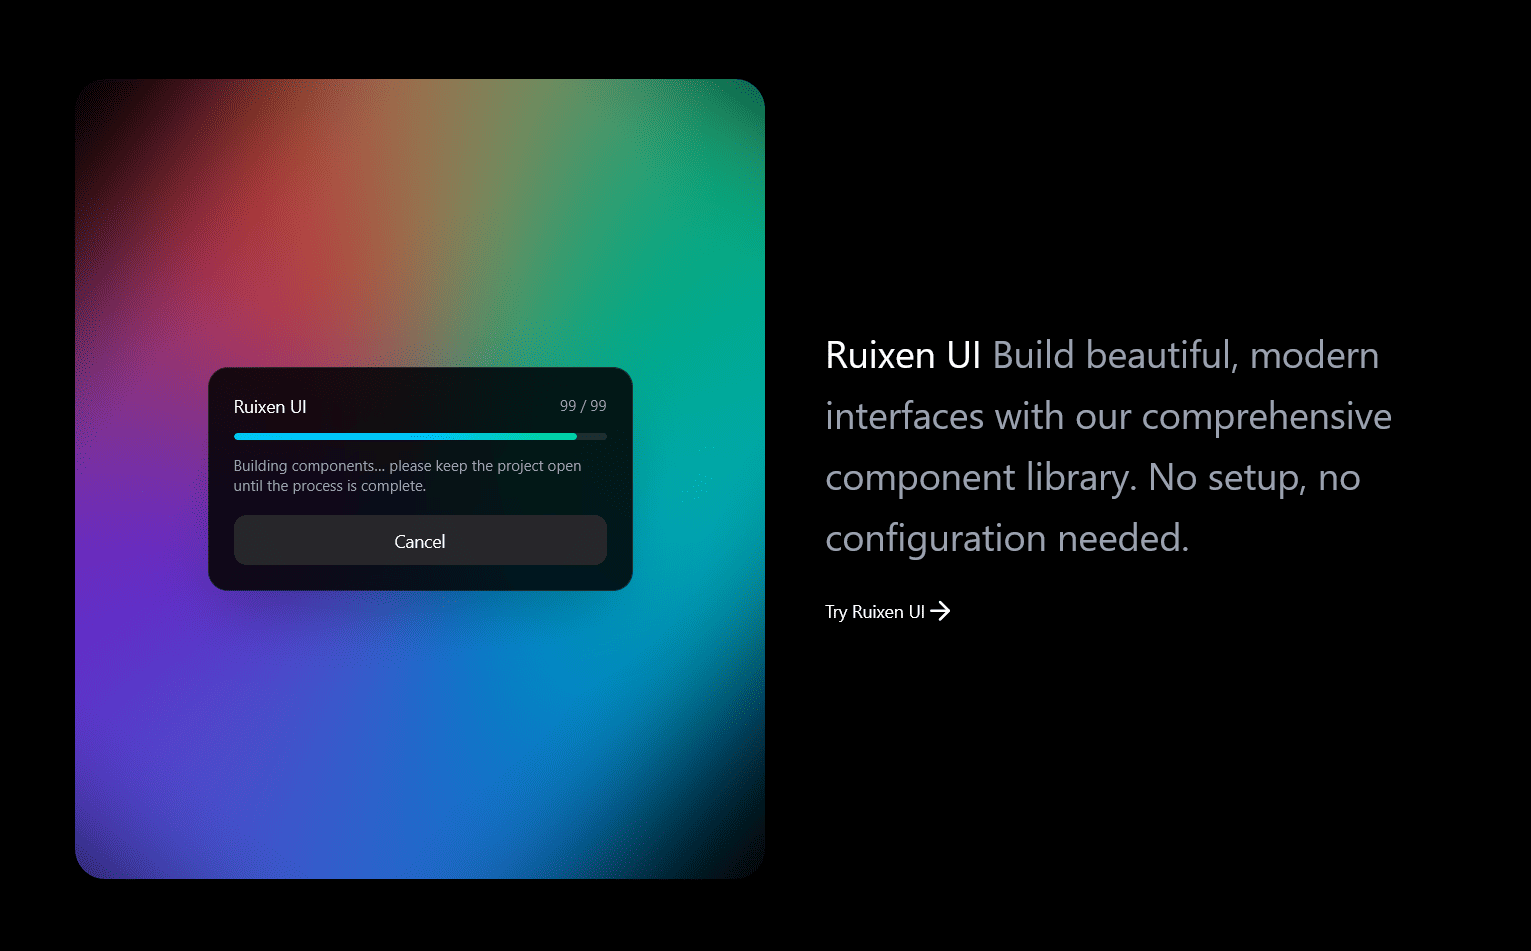 Ruixen UI 99 / 99
Building components... please keep the project open
until the process is complete.
Cancel
Ruixen UI Build beautiful, modern
interfaces with our comprehensive
component library. No setup, no
configuration needed.
Try Ruixen UI →